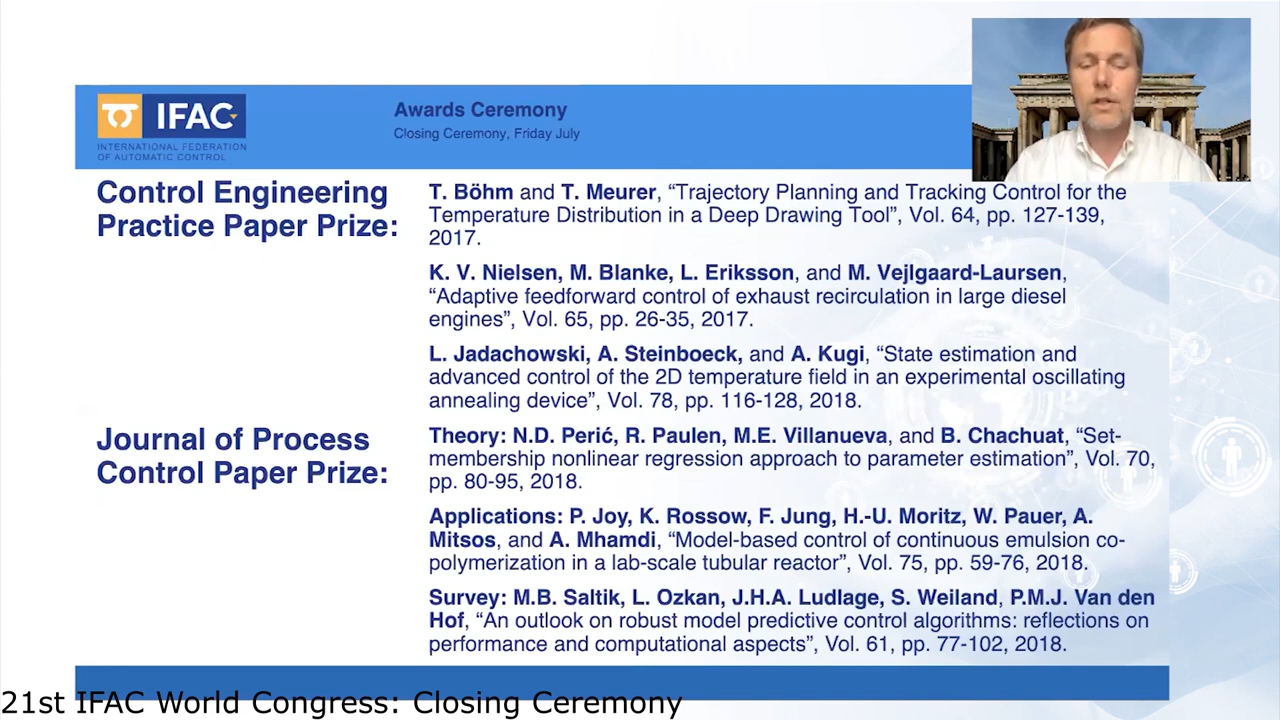 IFAC
INTERNATIONAL FEDERATION
OF AUTOMATIC CONTROL
Awards Ceremony
Closing Ceremony, Friday July
Control Engineering
Practice Paper Prize:
T. Böhm and T. Meurer, “Trajectory Planning and Tracking Control for the
Temperature Distribution in a Deep Drawing Tool”, Vol. 64, pp. 127-139,
2017.
K. V. Nielsen, M. Blanke, L. Eriksson, and M. Vejlgaard-Laursen,
“Adaptive feedforward control of exhaust recirculation in large diesel
engines”, Vol. 65, pp. 26-35, 2017.
L. Jadachowski, A. Steinboeck, and A. Kugi, “State estimation and
advanced control of the 2D temperature field in an experimental oscillating
annealing device”, Vol. 78, pp. 116-128, 2018.
Journal of Process
Control Paper Prize:
Theory: N.D. Perić, R. Paulen, M.E. Villanueva, and B. Chachuat, “Set-
membership nonlinear regression approach to parameter estimation”, Vol. 70,
pp. 80-95, 2018.
Applications: P. Joy, K. Rossow, F. Jung, H.-U. Moritz, W. Pauer, A.
Mitsos, and A. Mhamdi, “Model-based control of continuous emulsion co-
polymerization in a lab-scale tubular reactor”, Vol. 75, pp. 59-76, 2018.
Survey: M.B. Saltik, L. Ozkan, J.H.A. Ludlage, S. Weiland, P.M.J. Van den
Hof, “An outlook on robust model predictive control algorithms: reflections on
performance and computational aspects”, Vol. 61, pp. 77-102, 2018.
21st IFAC World Congress: Closing Ceremony